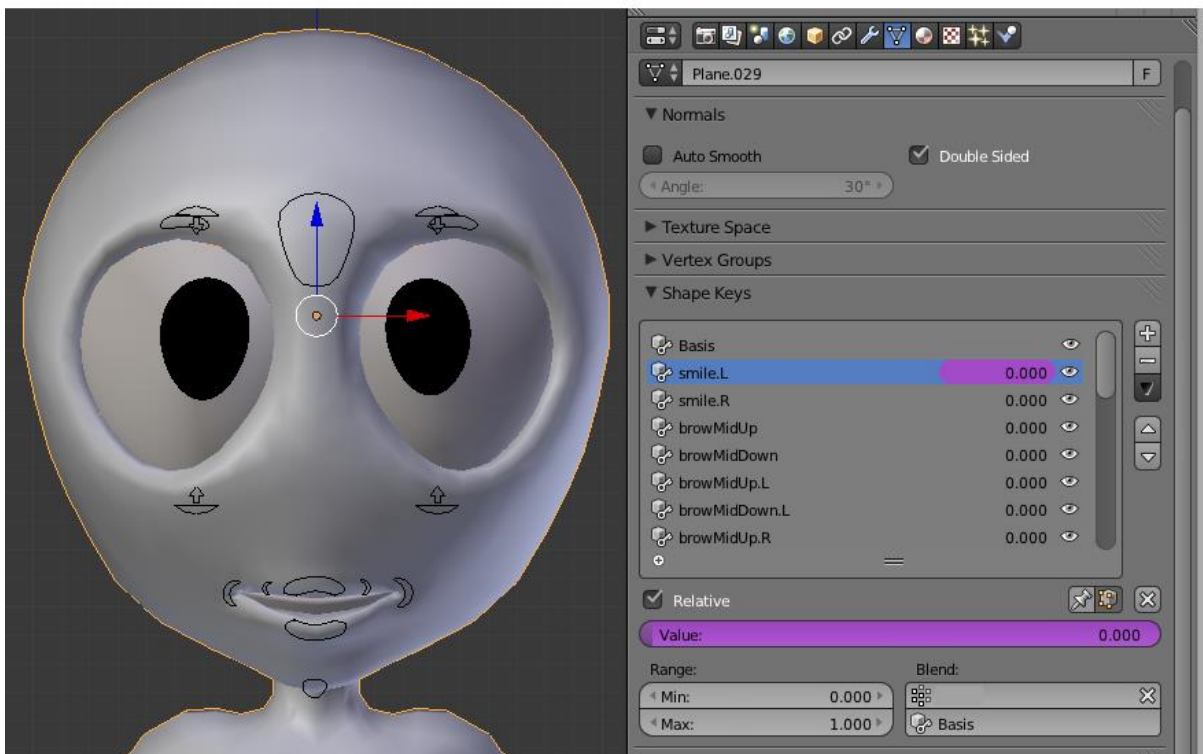 Plane.029 F
Normals
Auto Smooth Double Sided
Angle: 30°
Texture Space
Vertex Groups
Shape Keys
Basis
smile.L 0.000
smile.R 0.000
browMidUp 0.000
browMidDown 0.000
browMidUp.L 0.000
browMidDown.L 0.000
browMidUp.R 0.000
Relative
Value: 0.000
Range: Blend:
Min: 0.000
Max: 1.000 Basis